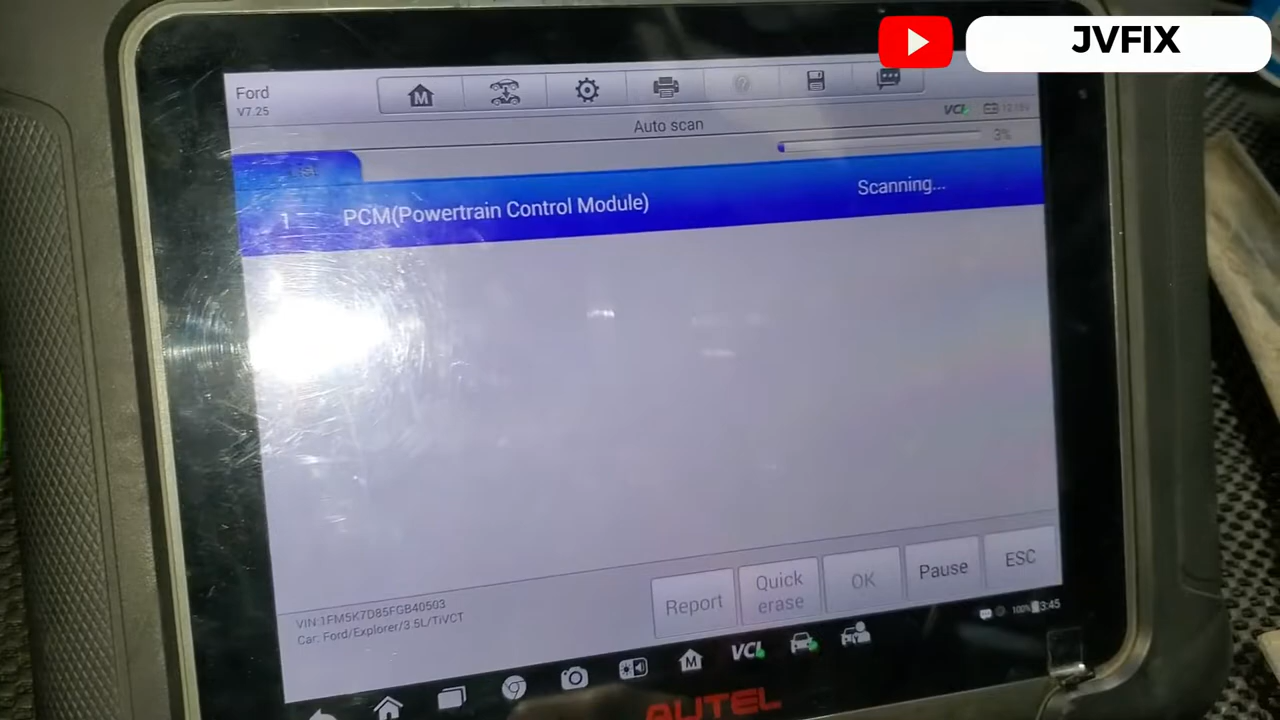 JVFIX
Ford
V7.25
M
Auto scan
VCI
3%
List
1 PCM(Powertrain Control Module) Scanning...
VIN:1FM5K7D85FGB40503
Car: Ford/Explorer/3.5L/TiVCT
Report
Quick erase
OK
Pause
ESC
100% 3:45
M
VCI
AUTEL